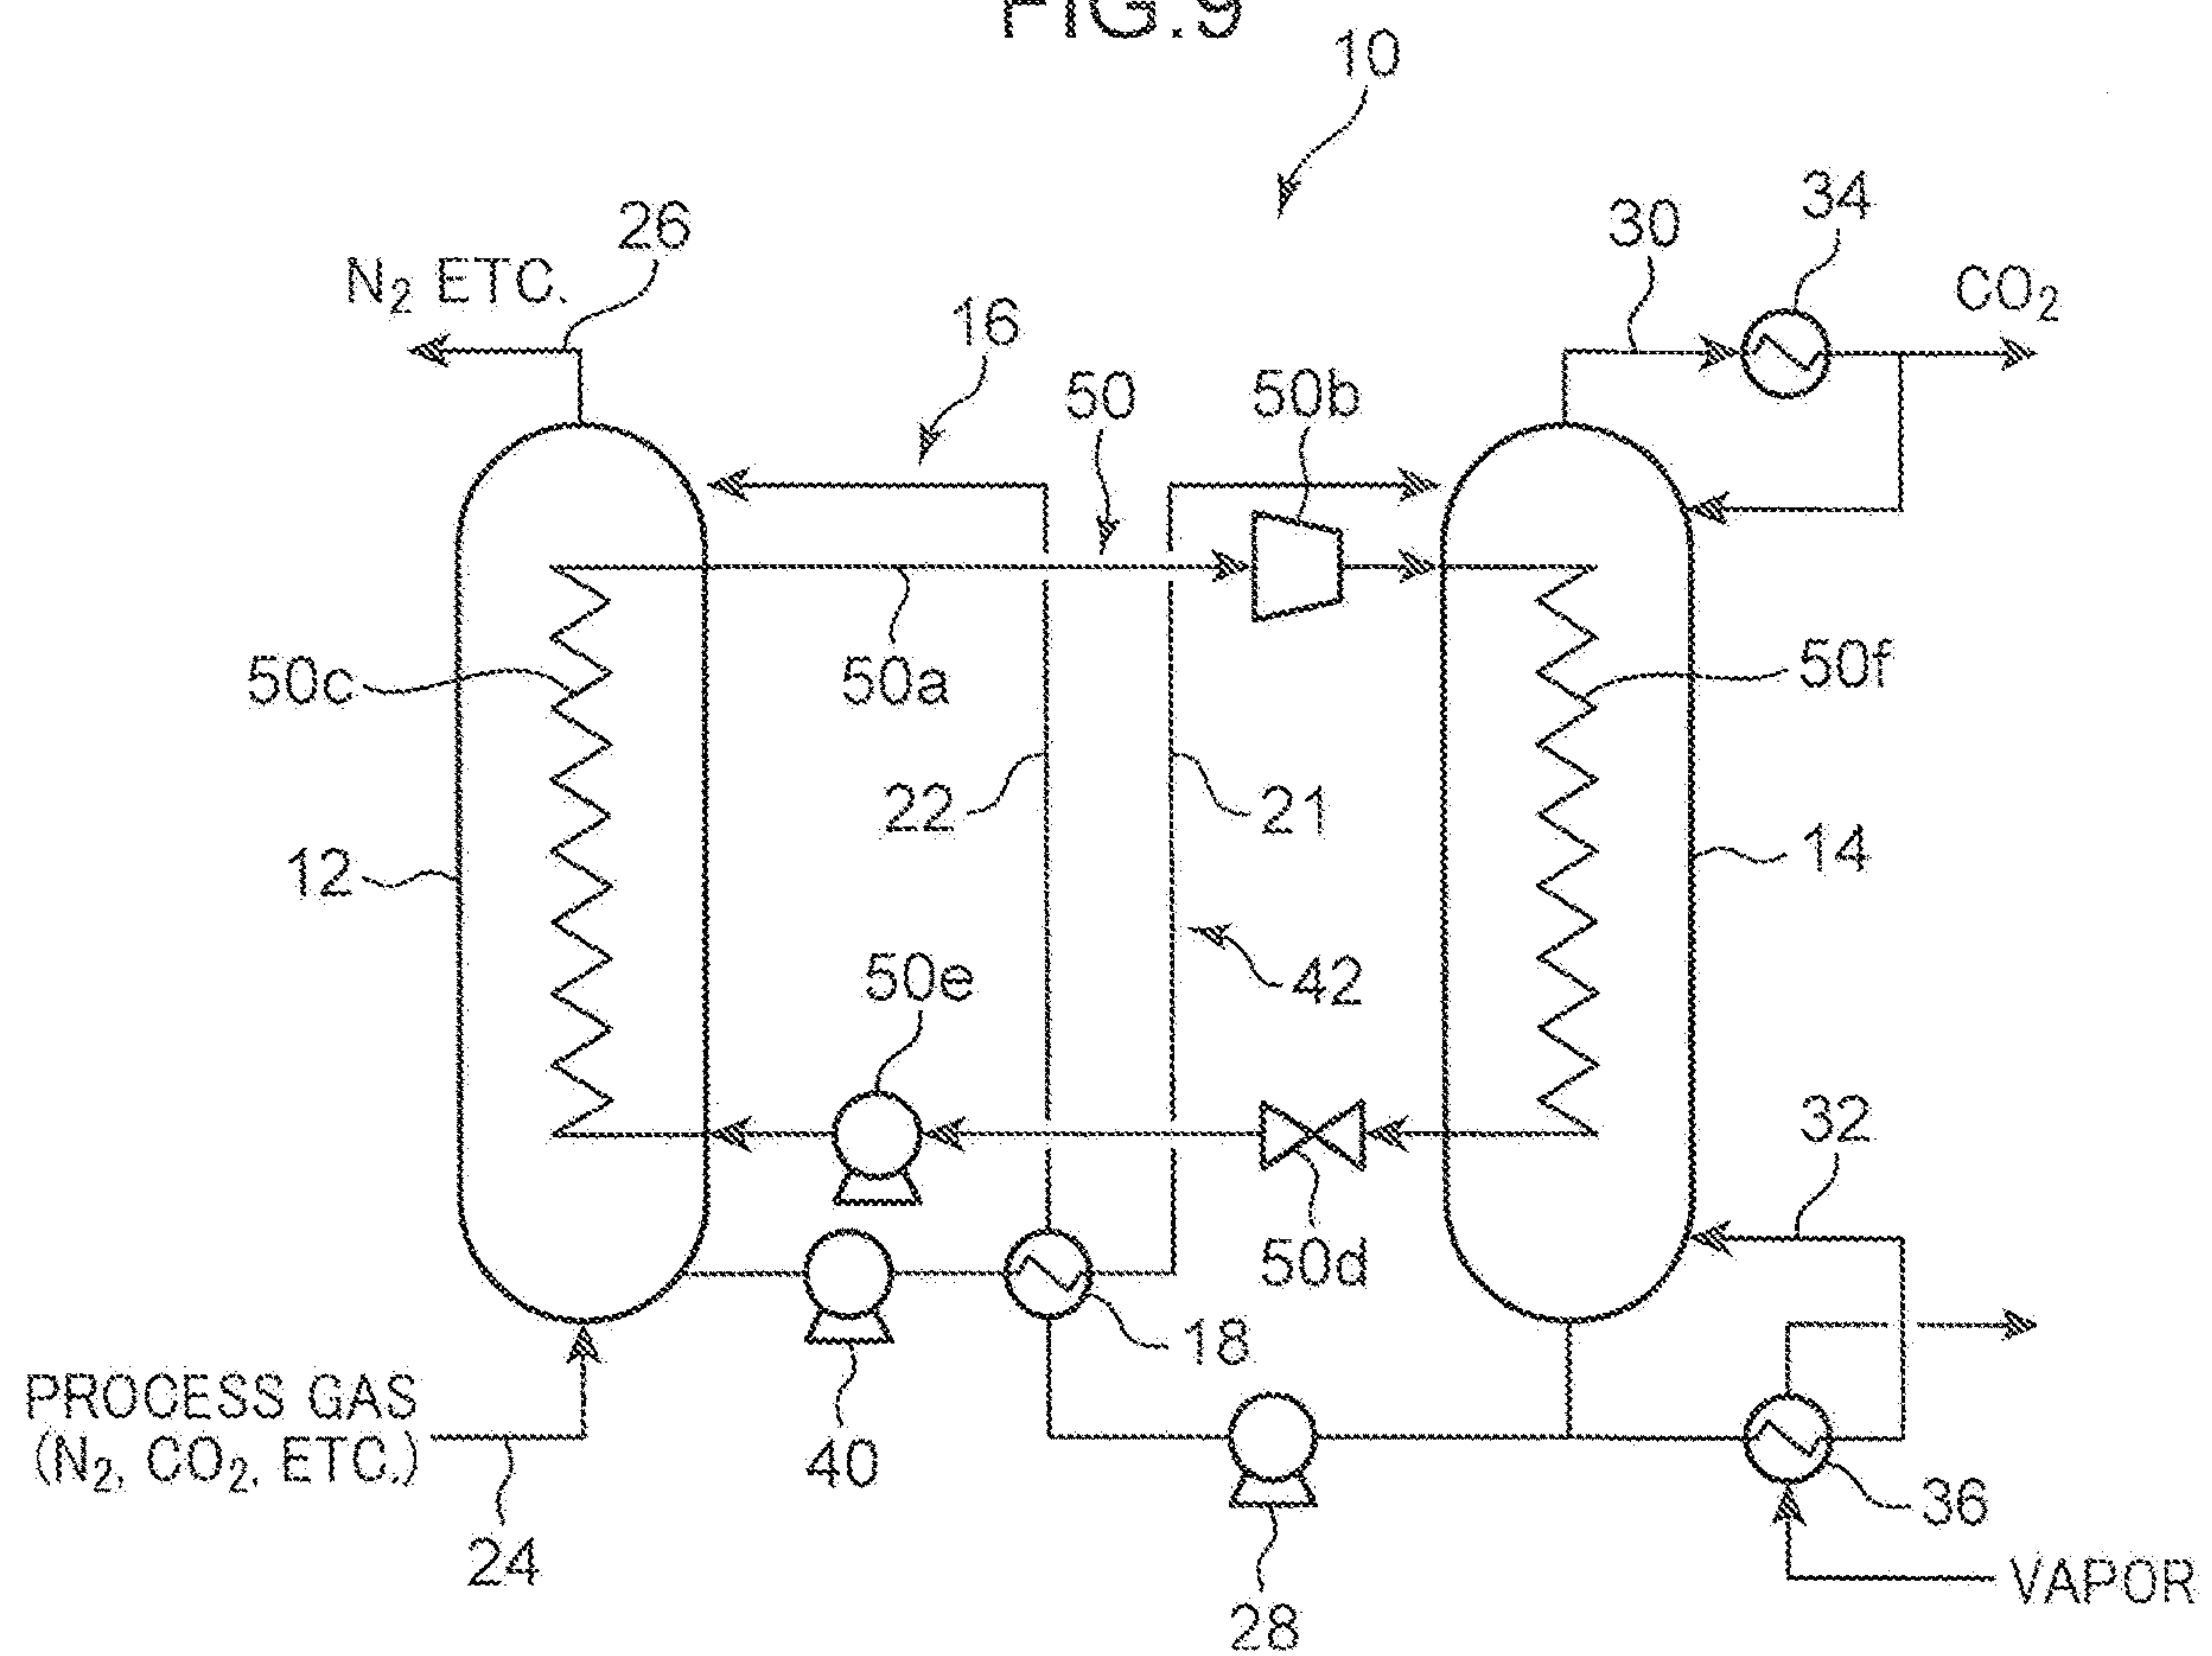 FIG.9
10
34
30
26
N₂ ETC.
CO₂
16
50
50b
50c
50a
50f
22
21
12
14
50e
42
32
50d
18
PROCESS GAS
(N₂, CO₂, ETC.)
40
36
24
VAPOR
28